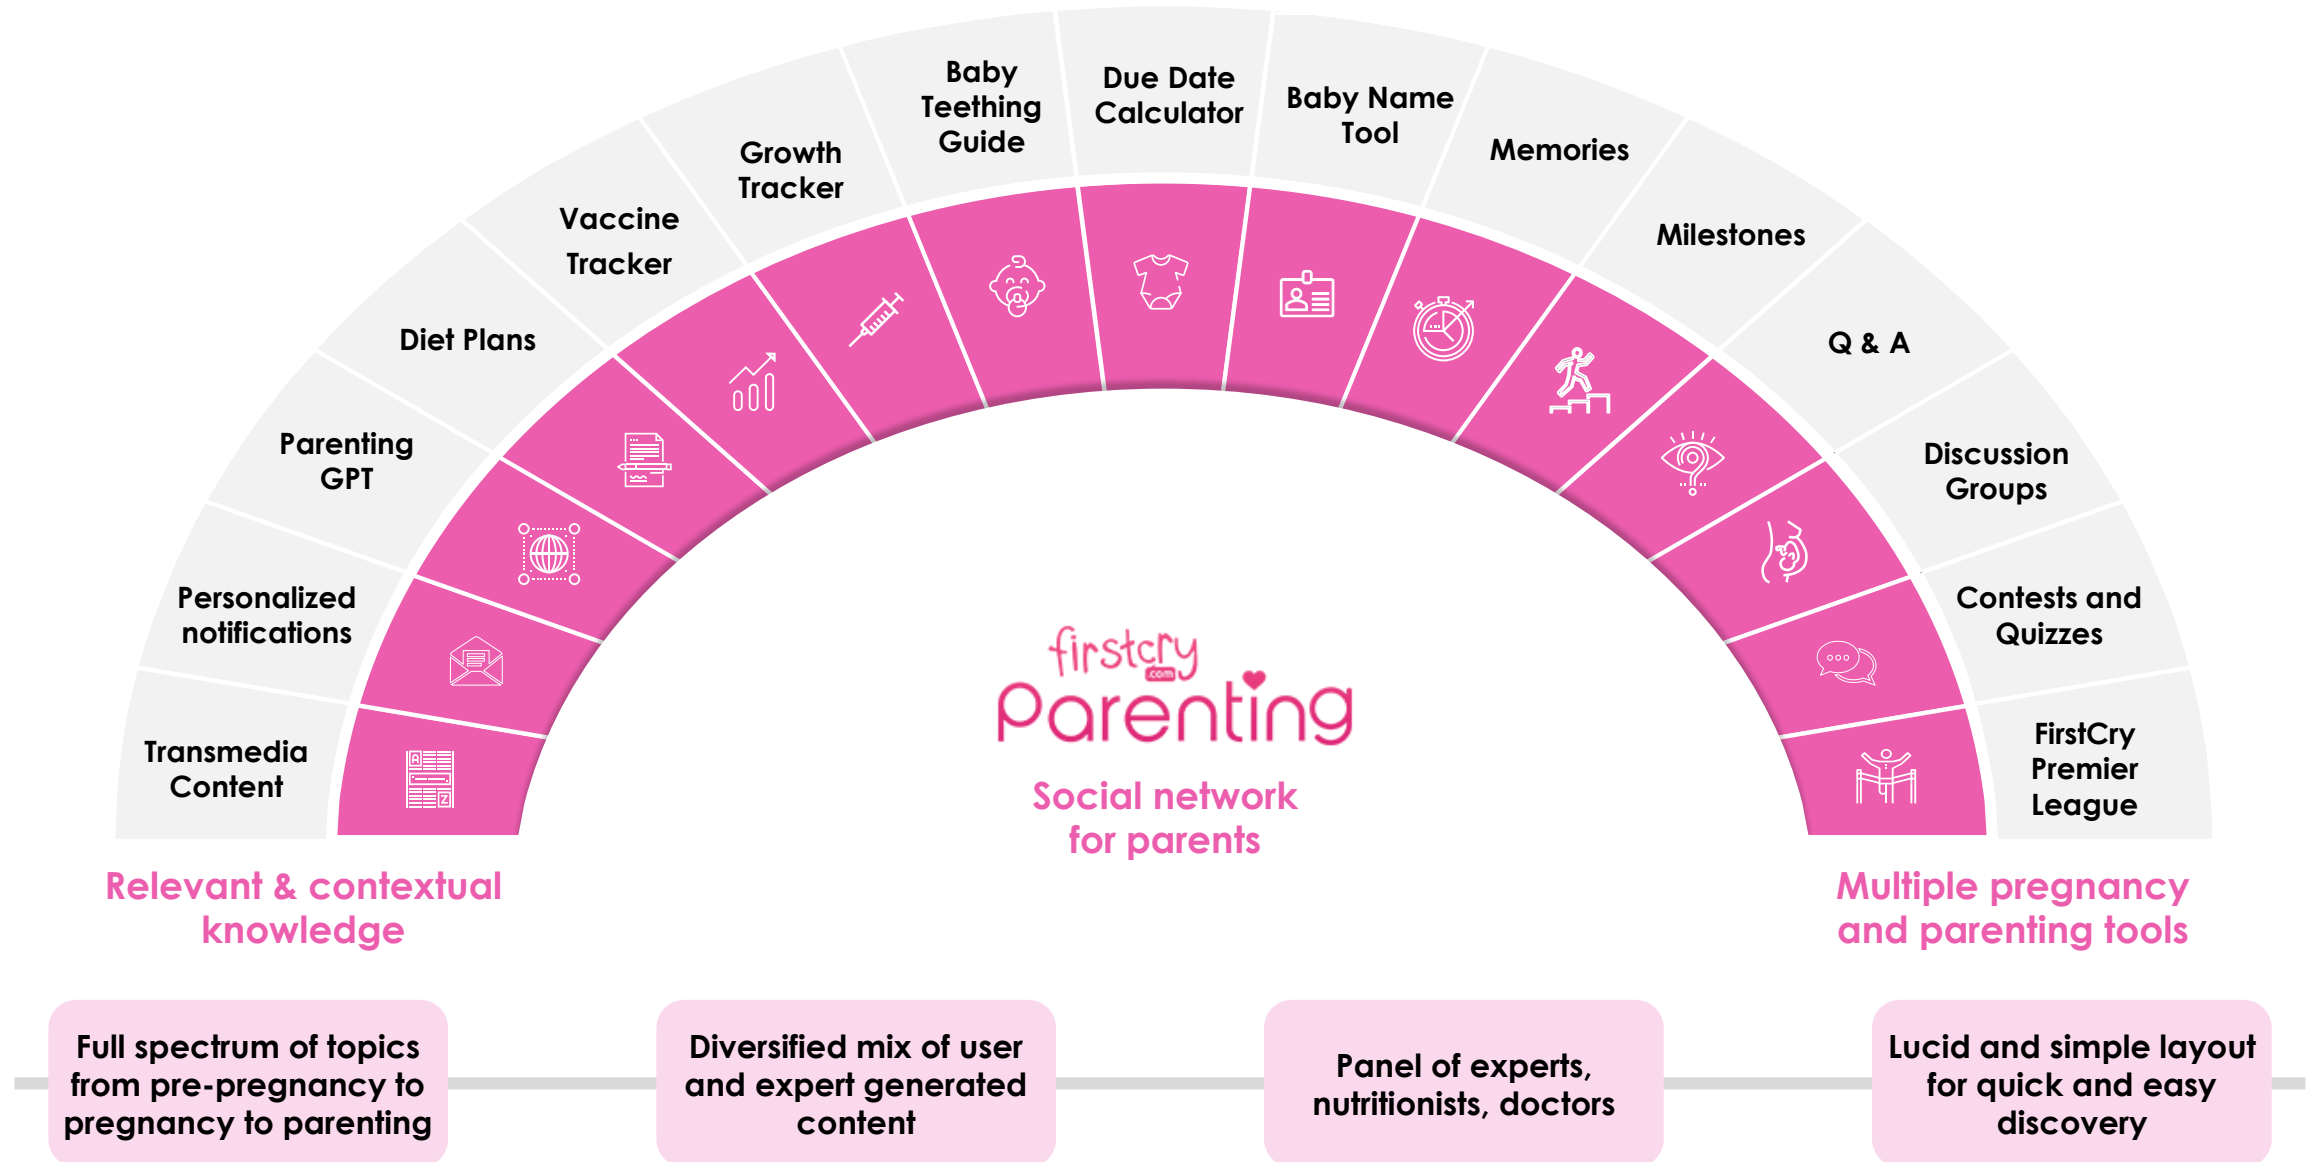 Baby
Teething
Guide
Due Date
Calculator
Baby Name
Tool
Memories
Growth
Tracker
Vaccine
Tracker
Milestones
Diet Plans
Q & A
Parenting
GPT
Discussion
Groups
Personalized
notifications
Contests and
Quizzes
Transmedia
Content
FirstCry
Premier
League
A
Z
firstcry
.com
Parenting
Social network
for parents
Relevant & contextual
knowledge
Multiple pregnancy
and parenting tools
Full spectrum of topics
from pre-pregnancy to
pregnancy to parenting
Diversified mix of user
and expert generated
content
Panel of experts,
nutritionists, doctors
Lucid and simple layout
for quick and easy
discovery